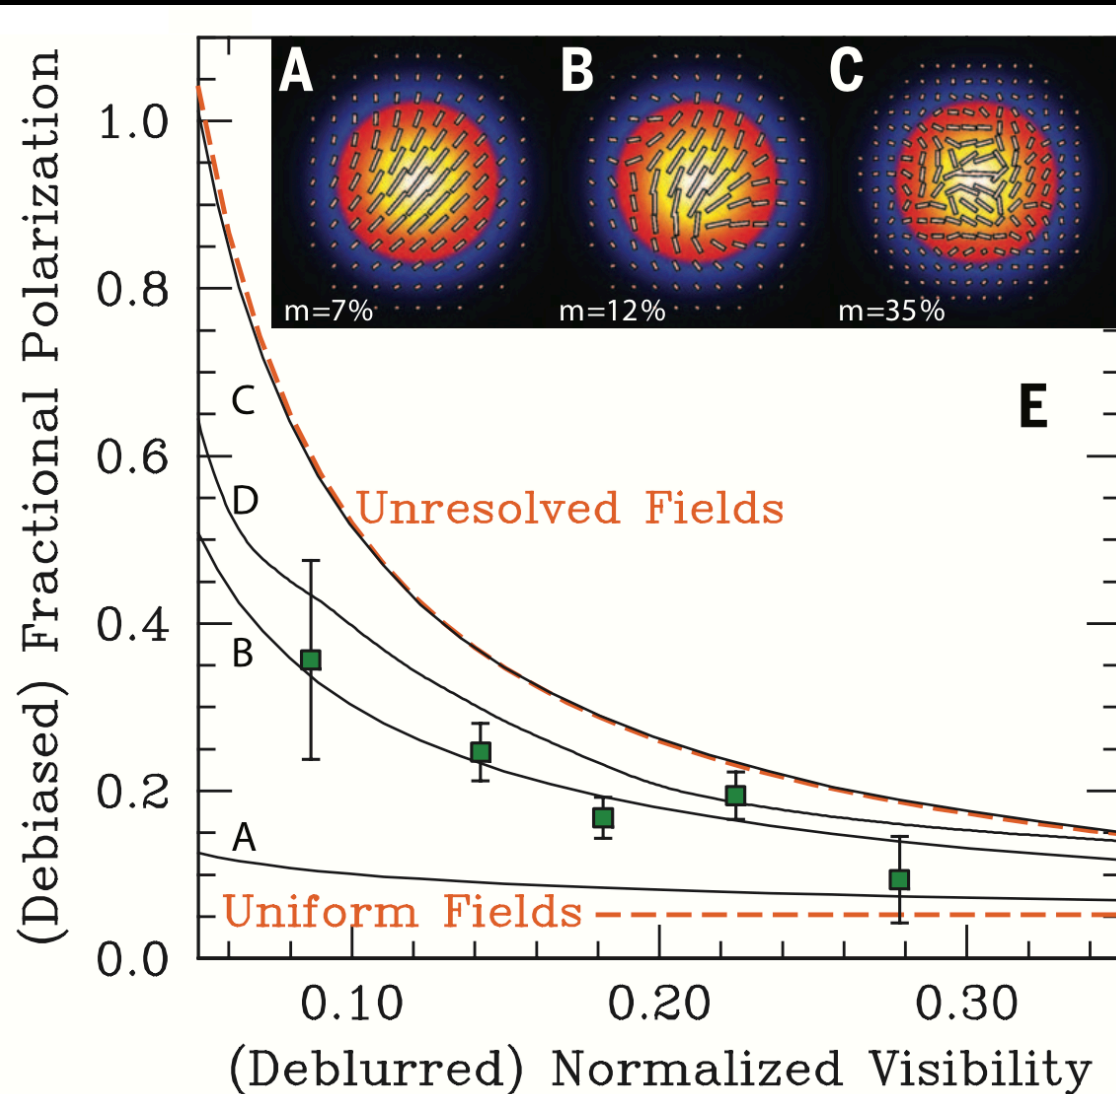 A
B
C
m=7%
m=12%
m=35%
E
(Debiased) Fractional Polarization
1.0
0.8
0.6
0.4
0.2
0.0
C
D
B
A
Unresolved Fields
Uniform Fields
0.10
0.20
0.30
(Deblurred) Normalized Visibility